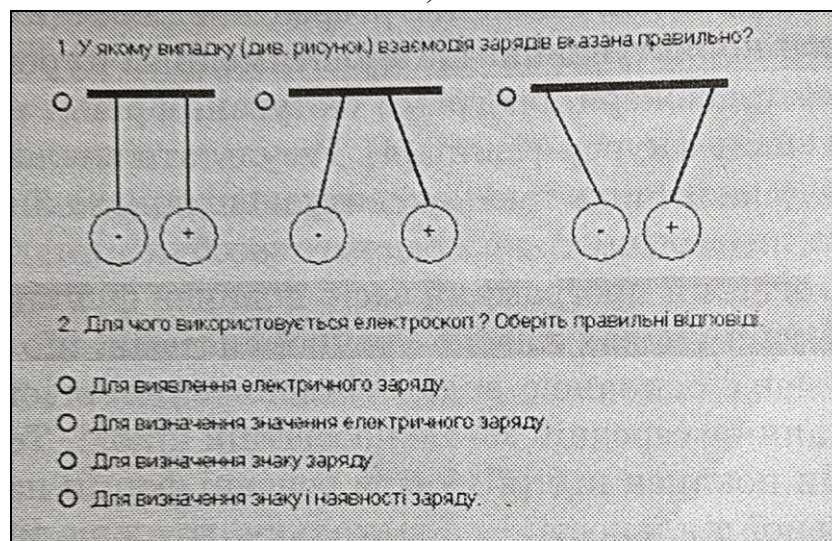 1. У якому випадку (див. рисунок) взаємодія зарядів вказана правильно?
- + - + - +
2. Для чого використовується електроскоп ? Оберіть правильні відповіді.
Для виявлення електричного заряду.
Для визначення значення електричного заряду.
Для визначення знаку заряду
Для визначення знаку і наявності заряду.